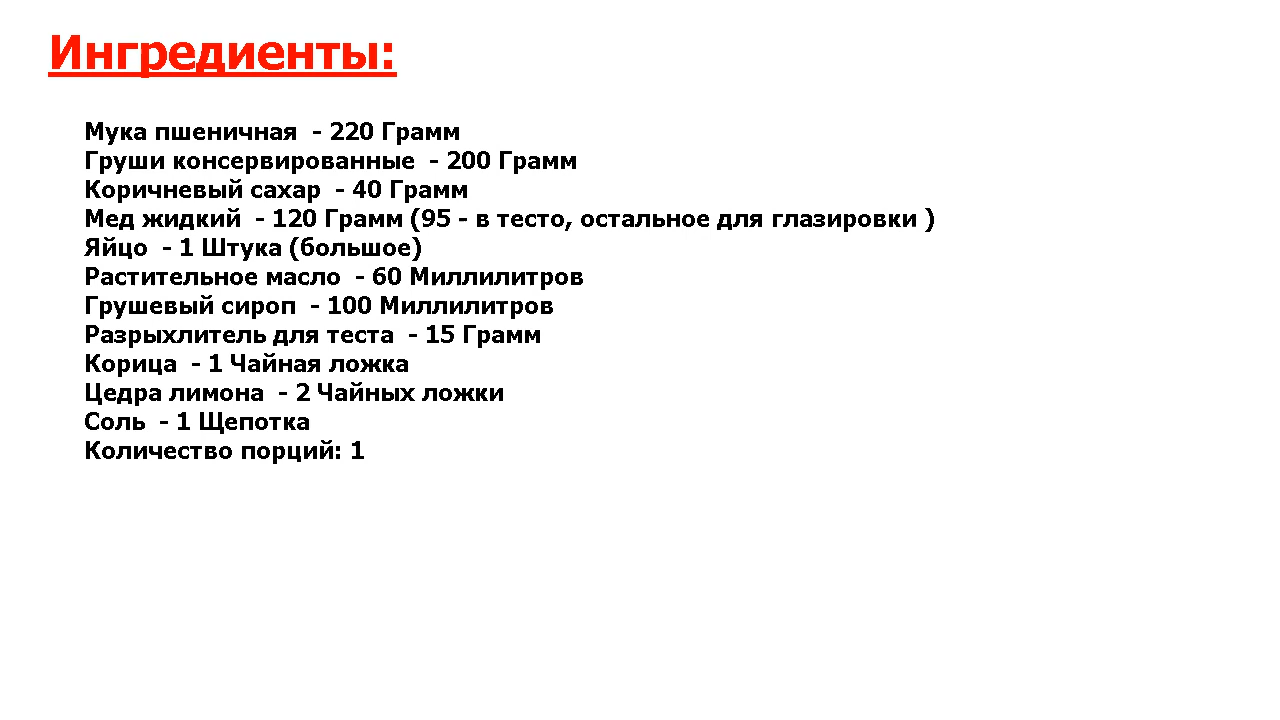 Ингредиенты:
Мука пшеничная - 220 Грамм
Груши консервированные - 200 Грамм
Коричневый сахар - 40 Грамм
Мед жидкий - 120 Грамм (95 - в тесто, остальное для глазировки )
Яйцо - 1 Штука (большое)
Растительное масло - 60 Миллилитров
Грушевый сироп - 100 Миллилитров
Разрыхлитель для теста - 15 Грамм
Корица - 1 Чайная ложка
Цедра лимона - 2 Чайных ложки
Соль - 1 Щепотка
Количество порций: 1